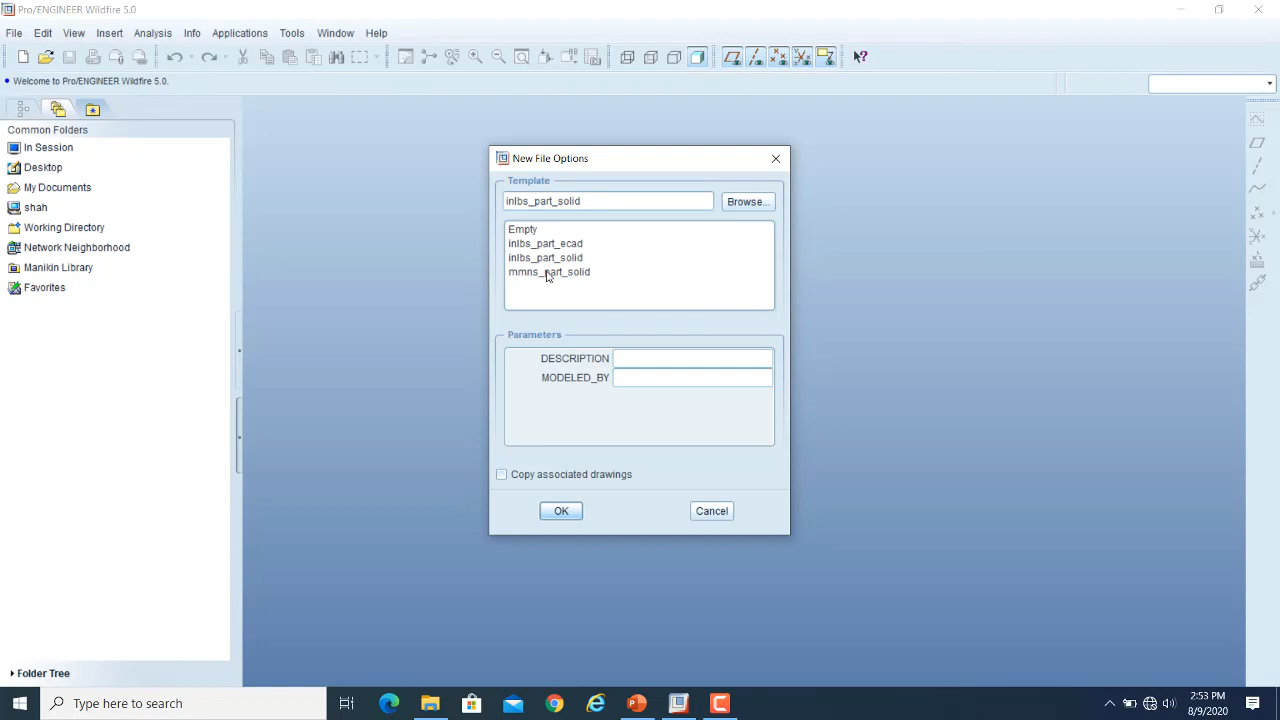 Pro/ENGINEER Wildfire 5.0
File Edit View Insert Analysis Info Applications Tools Window Help
Welcome to Pro/ENGINEER Wildfire 5.0.
Common Folders
In Session
Desktop
My Documents
shah
Working Directory
Network Neighborhood
Manikin Library
Favorites
Folder Tree
New File Options
Template
inlbs_part_solid Browse...
Empty
inlbs_part_ecad
inlbs_part_solid
mmns_part_solid
Parameters
DESCRIPTION
MODELED_BY
Copy associated drawings
OK Cancel
Type here to search
2:53 PM
8/9/2020